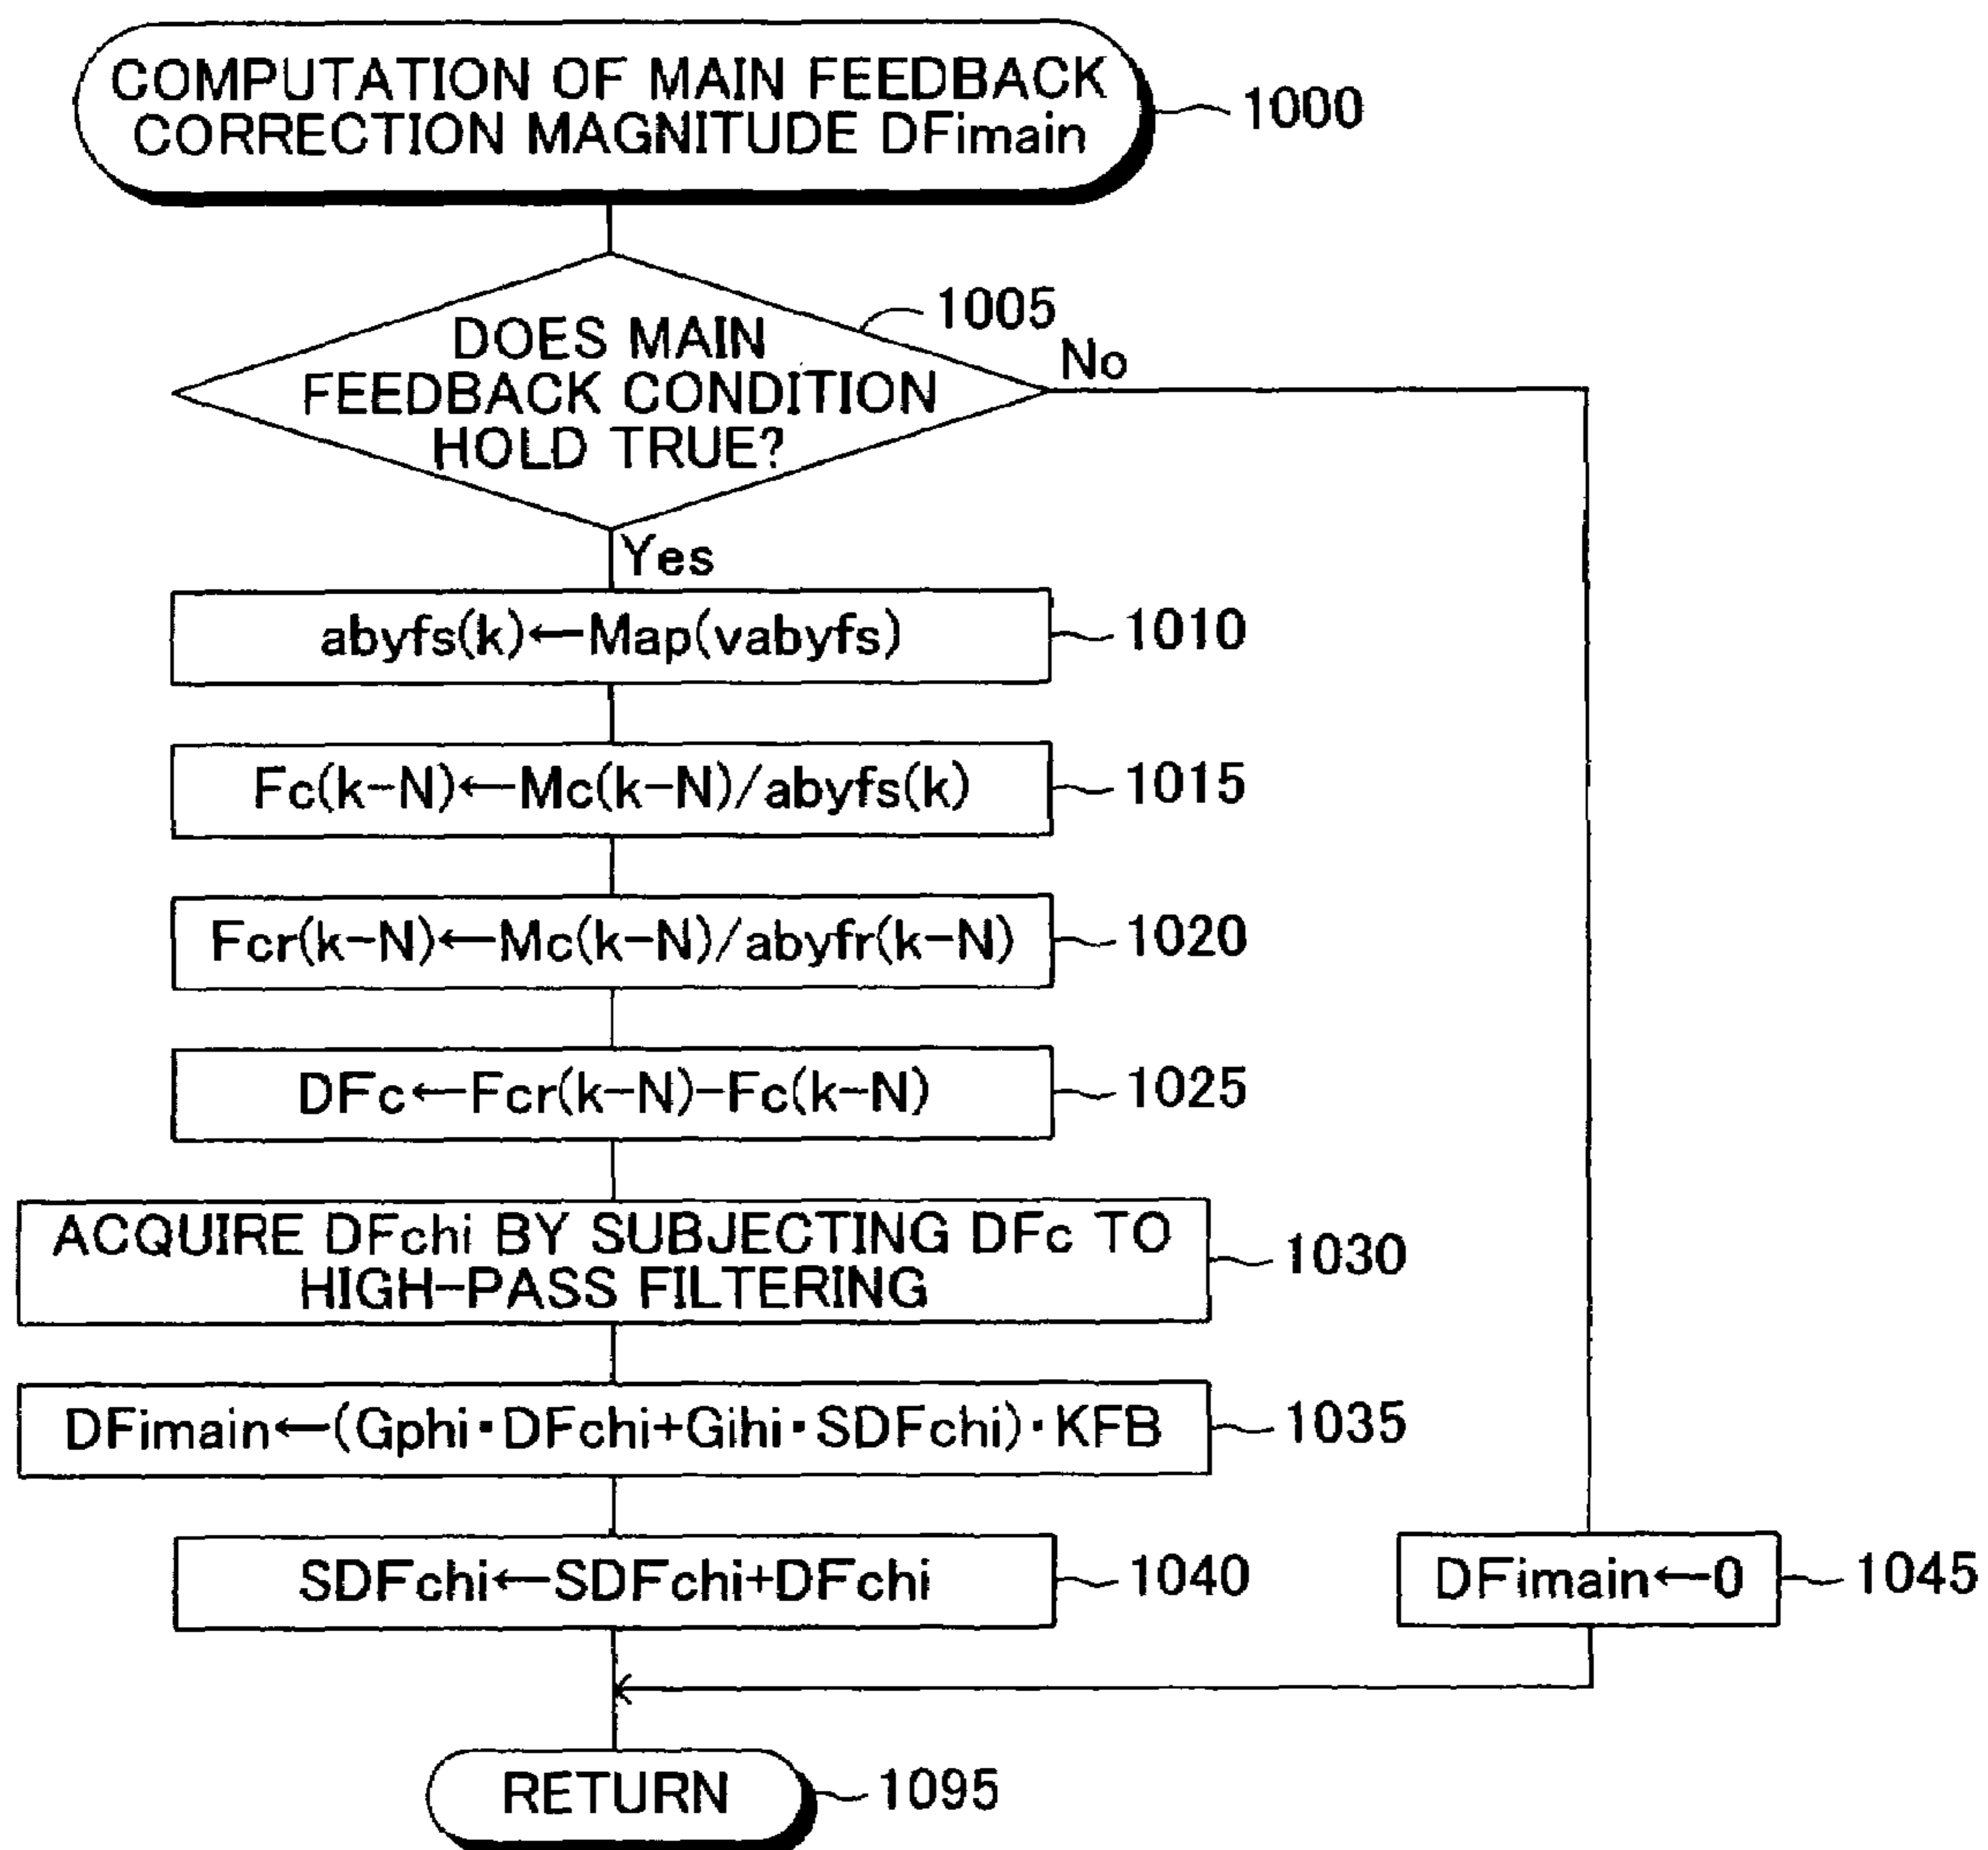 COMPUTATION OF MAIN FEEDBACK
CORRECTION MAGNITUDE DFimain
1000
1005
DOES MAIN
FEEDBACK CONDITION
HOLD TRUE?
No
Yes
abyfs(k)←Map(vabyfs)
1010
Fc(k-N)←Mc(k-N)/abyfs(k)
1015
Fcr(k-N)←Mc(k-N)/abyfr(k-N)
1020
DFc←Fcr(k-N)-Fc(k-N)
1025
ACQUIRE DFchi BY SUBJECTING DFc TO
HIGH-PASS FILTERING
1030
DFimain←(Gphi・DFchi+Gihi・SDFchi)・KFB
1035
SDFchi←SDFchi+DFchi
1040
DFimain←0
1045
RETURN
1095